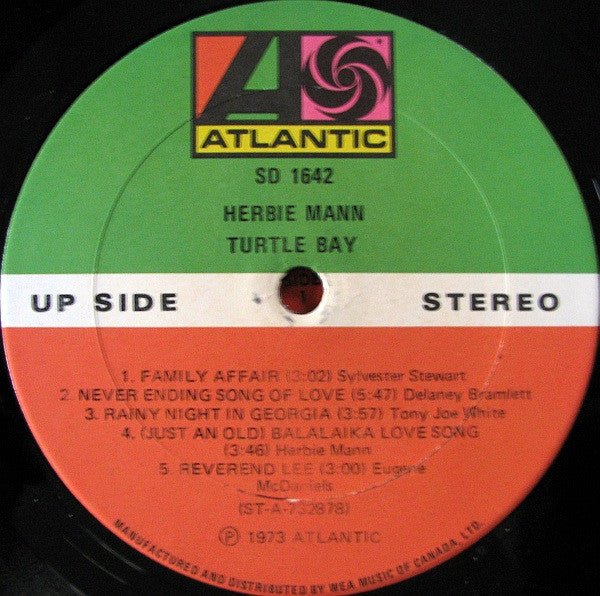 ATLANTIC
SD 1642
HERBIE MANN
TURTLE BAY
SIDE
1
UP SIDE
STEREO
1. FAMILY AFFAIR (3:02) Sylvester Stewart
2. NEVER ENDING SONG OF LOVE (5:47) Delaney Bramlett
3. RAINY NIGHT IN GEORGIA (3:57) Tony Joe White
4. (JUST AN OLD) BALALAIKA LOVE SONG
(3:46) Herbie Mann
5. REVEREND LEE (3:00) Eugene
McDaniels
(ST-A-732878)
Ⓟ 1973 ATLANTIC
MANUFACTURED AND DISTRIBUTED BY WEA MUSIC OF CANADA, LTD.